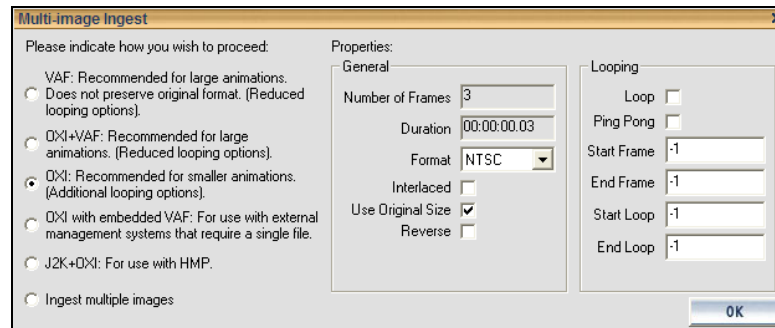 Multi-image Ingest
Please indicate how you wish to proceed:
VAF: Recommended for large animations.
Does not preserve original format. (Reduced
looping options).
OXI+VAF: Recommended for large
animations. (Reduced looping options).
OXI: Recommended for smaller animations.
(Additional looping options).
OXI with embedded VAF: For use with external
management systems that require a single file.
J2K+OXI: For use with HMP.
Ingest multiple images
Properties:
General
Number of Frames 3
Duration 00:00:00.03
Format NTSC
Interlaced
Use Original Size
Reverse
Looping
Loop
Ping Pong
Start Frame -1
End Frame -1
Start Loop -1
End Loop -1
OK